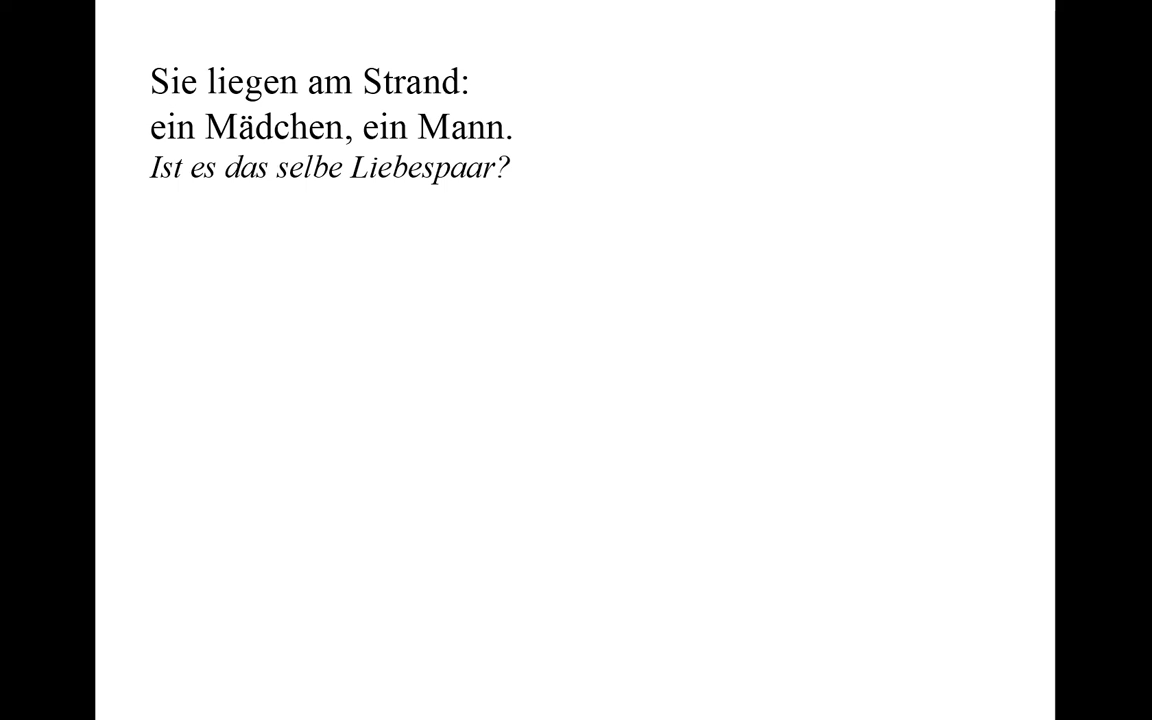 Sie liegen am Strand:
ein Mädchen, ein Mann.
Ist es das selbe Liebespaar?